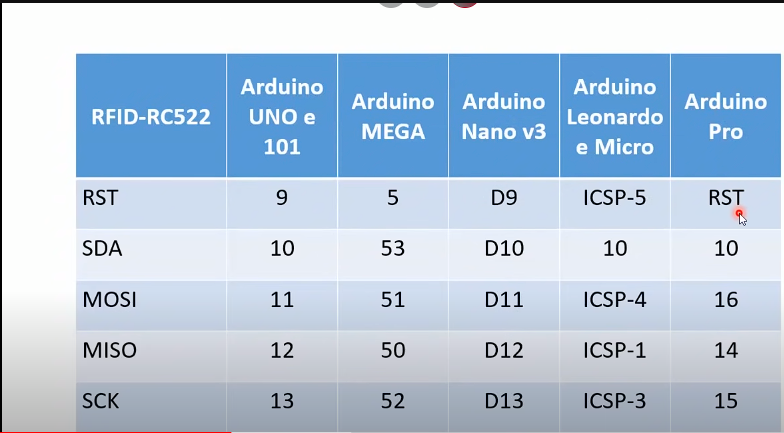 RFID-RC522 Arduino UNO e 101 Arduino MEGA Arduino Nano v3 Arduino Leonardo e Micro Arduino Pro
RST 9 5 D9 ICSP-5 RST
SDA 10 53 D10 10 10
MOSI 11 51 D11 ICSP-4 16
MISO 12 50 D12 ICSP-1 14
SCK 13 52 D13 ICSP-3 15